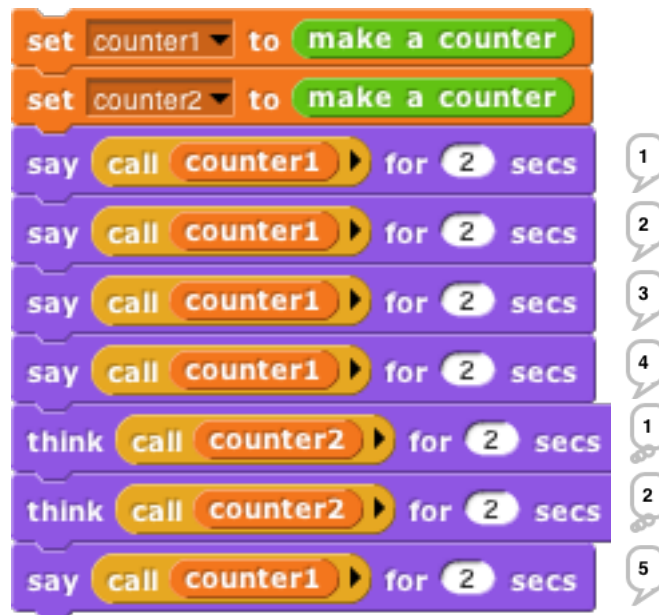 set counter1 to make a counter
set counter2 to make a counter
say call counter1 for 2 secs 1
say call counter1 for 2 secs 2
say call counter1 for 2 secs 3
say call counter1 for 2 secs 4
think call counter2 for 2 secs 1
think call counter2 for 2 secs 2
say call counter1 for 2 secs 5